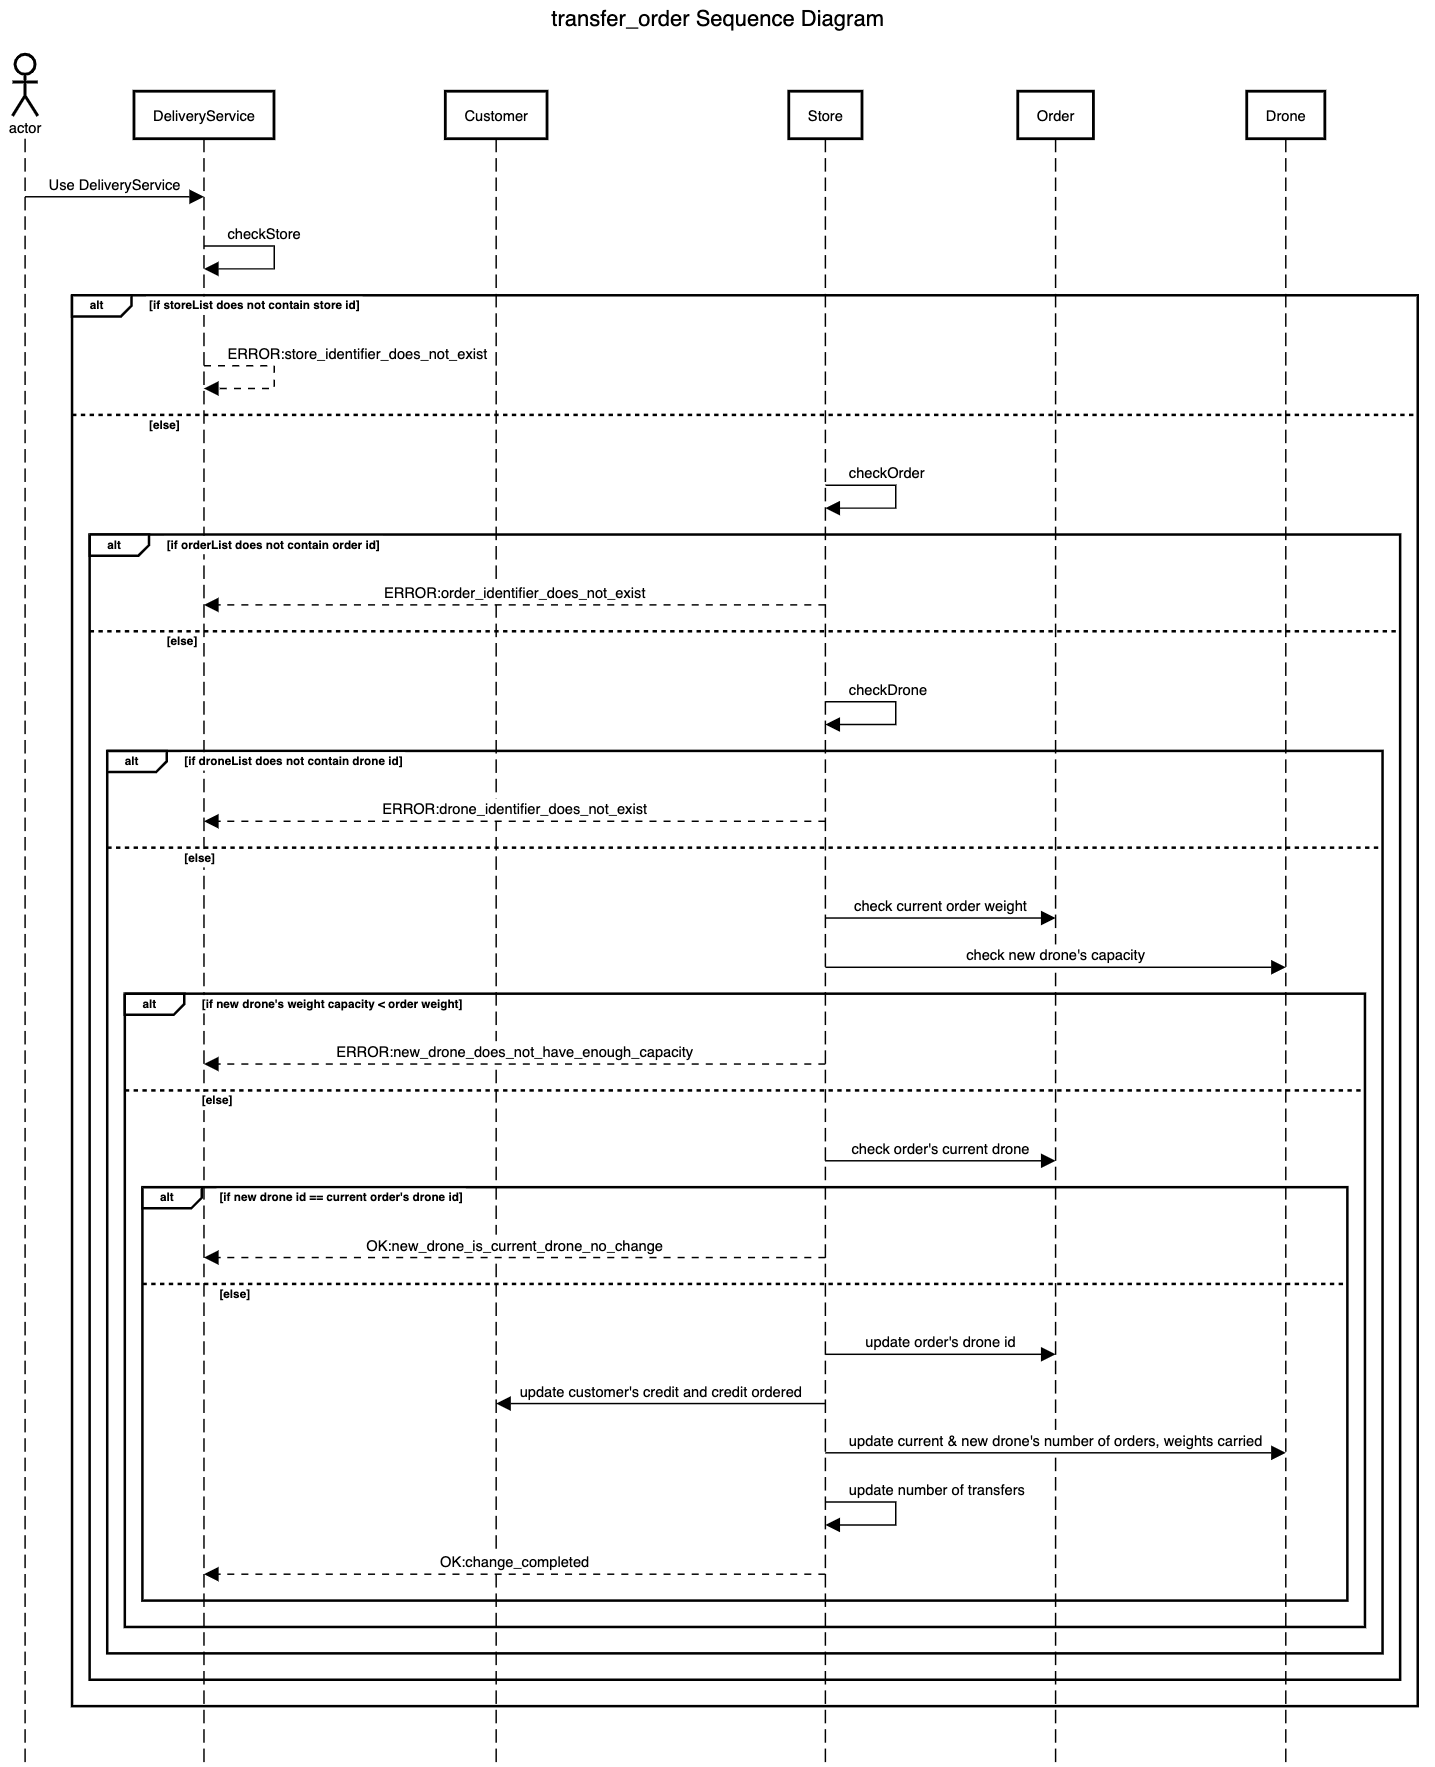 transfer_order Sequence Diagram
actor
DeliveryService
Customer
Store
Order
Drone
Use DeliveryService
checkStore
alt
[if storeList does not contain store id]
ERROR:store_identifier_does_not_exist
[else]
checkOrder
alt
[if orderList does not contain order id]
ERROR:order_identifier_does_not_exist
[else]
checkDrone
alt
[if droneList does not contain drone id]
ERROR:drone_identifier_does_not_exist
[else]
check current order weight
check new drone's capacity
alt
[if new drone's weight capacity < order weight]
ERROR:new_drone_does_not_have_enough_capacity
[else]
check order's current drone
alt
[if new drone id == current order's drone id]
OK:new_drone_is_current_drone_no_change
[else]
update order's drone id
update customer's credit and credit ordered
update current & new drone's number of orders, weights carried
update number of transfers
OK:change_completed